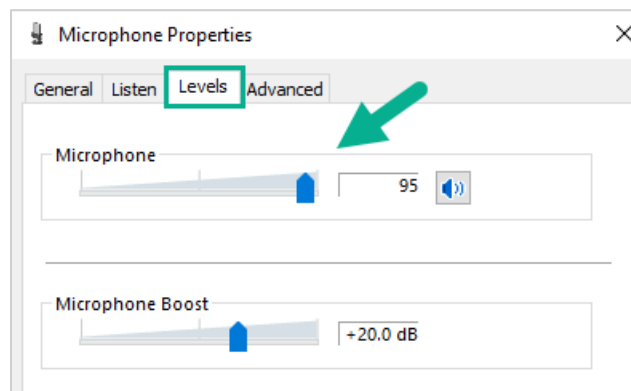 Microphone Properties
General Listen Levels Advanced
Microphone
95
Microphone Boost
+20.0 dB